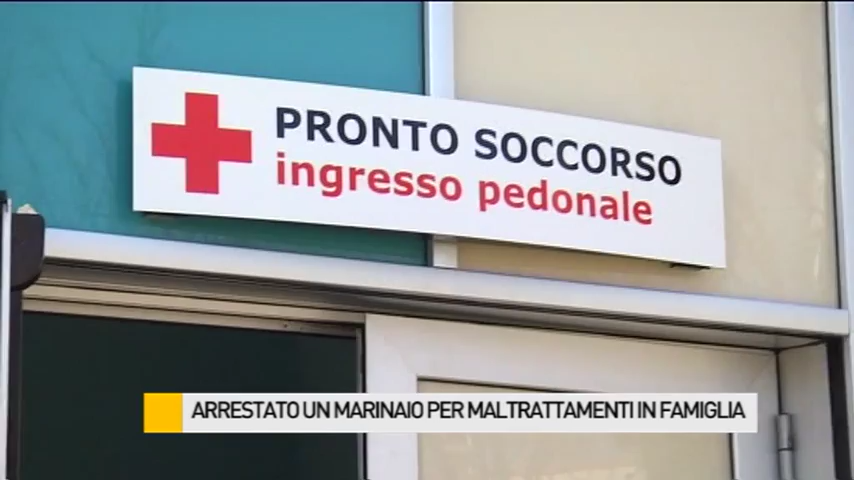 PRONTO SOCCORSO
ingresso pedonale
ARRESTATO UN MARINAIO PER MALTRATTAMENTI IN FAMIGLIA